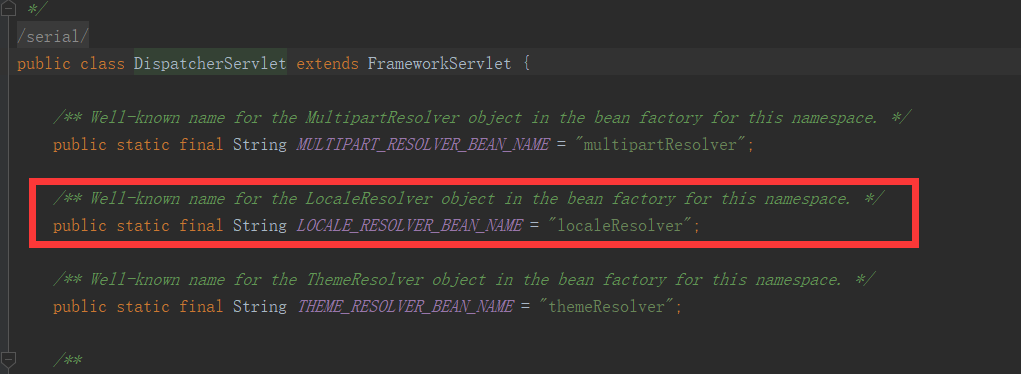 */
/serial/
public class DispatcherServlet extends FrameworkServlet {
/** Well-known name for the MultipartResolver object in the bean factory for this namespace. */
public static final String MULTIPART_RESOLVER_BEAN_NAME = "multipartResolver";
/** Well-known name for the LocaleResolver object in the bean factory for this namespace. */
public static final String LOCALE_RESOLVER_BEAN_NAME = "localeResolver";
/** Well-known name for the ThemeResolver object in the bean factory for this namespace. */
public static final String THEME_RESOLVER_BEAN_NAME = "themeResolver";
/**